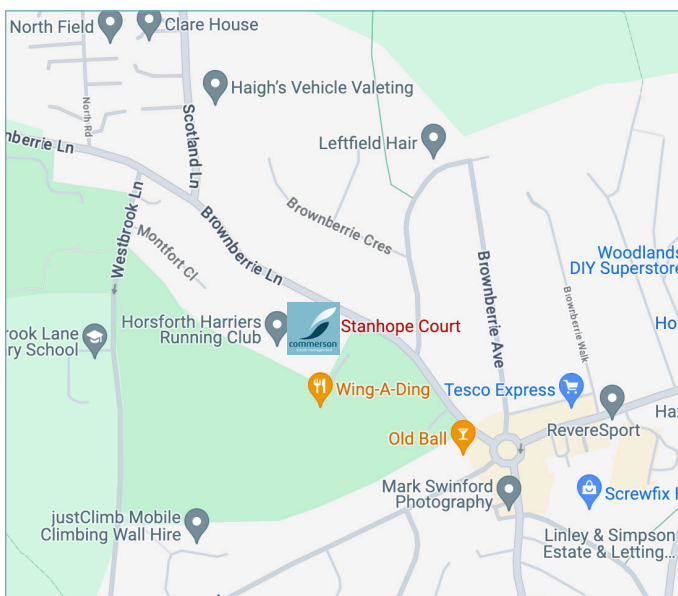 North Field
Clare House
Haigh's Vehicle Valeting
North Rd
Scotland Ln
Leftfield Hair
nberrie Ln
Westbrook Ln
Brownberrie Ln
Brownberrie Cres
Montfort Cl
Brownberrie Ave
Brownberrie Walk
Woodlands
DIY Superstore
Ho
Horsforth Harriers
Running Club
commerson
Stanhope Court
rook Lane
ry School
Wing-A-Ding
Tesco Express
RevereSport
Haz
Old Ball
Mark Swinford
Photography
Screwfix H
justClimb Mobile
Climbing Wall Hire
Linley & Simpson
Estate & Letting...